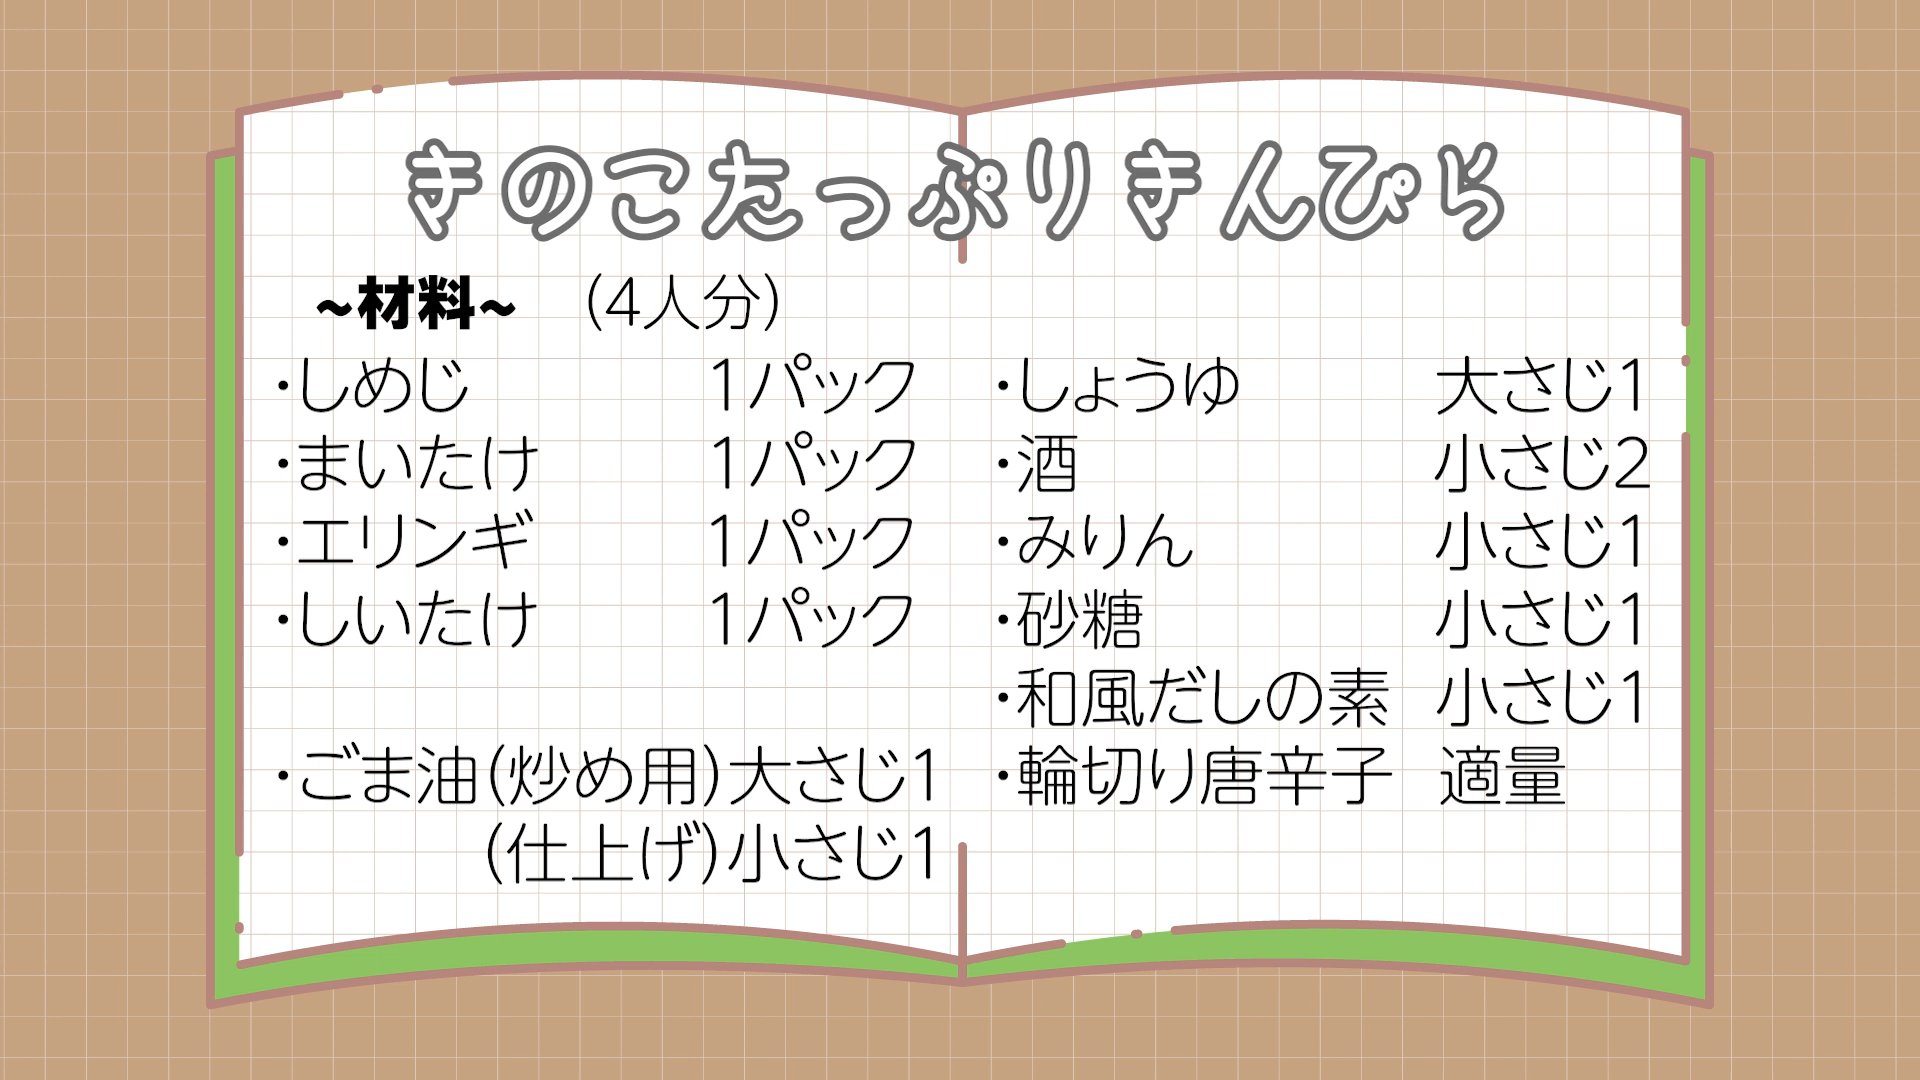 きのこたっぷりきんぴら
~材料~ (4人分)
・しめじ 1パック
・まいたけ 1パック
・エリンギ 1パック
・しいたけ 1パック
・ごま油(炒め用)大さじ1
(仕上げ)小さじ1
・しょうゆ 大さじ1
・酒 小さじ2
・みりん 小さじ1
・砂糖 小さじ1
・和風だしの素 小さじ1
・輪切り唐辛子 適量